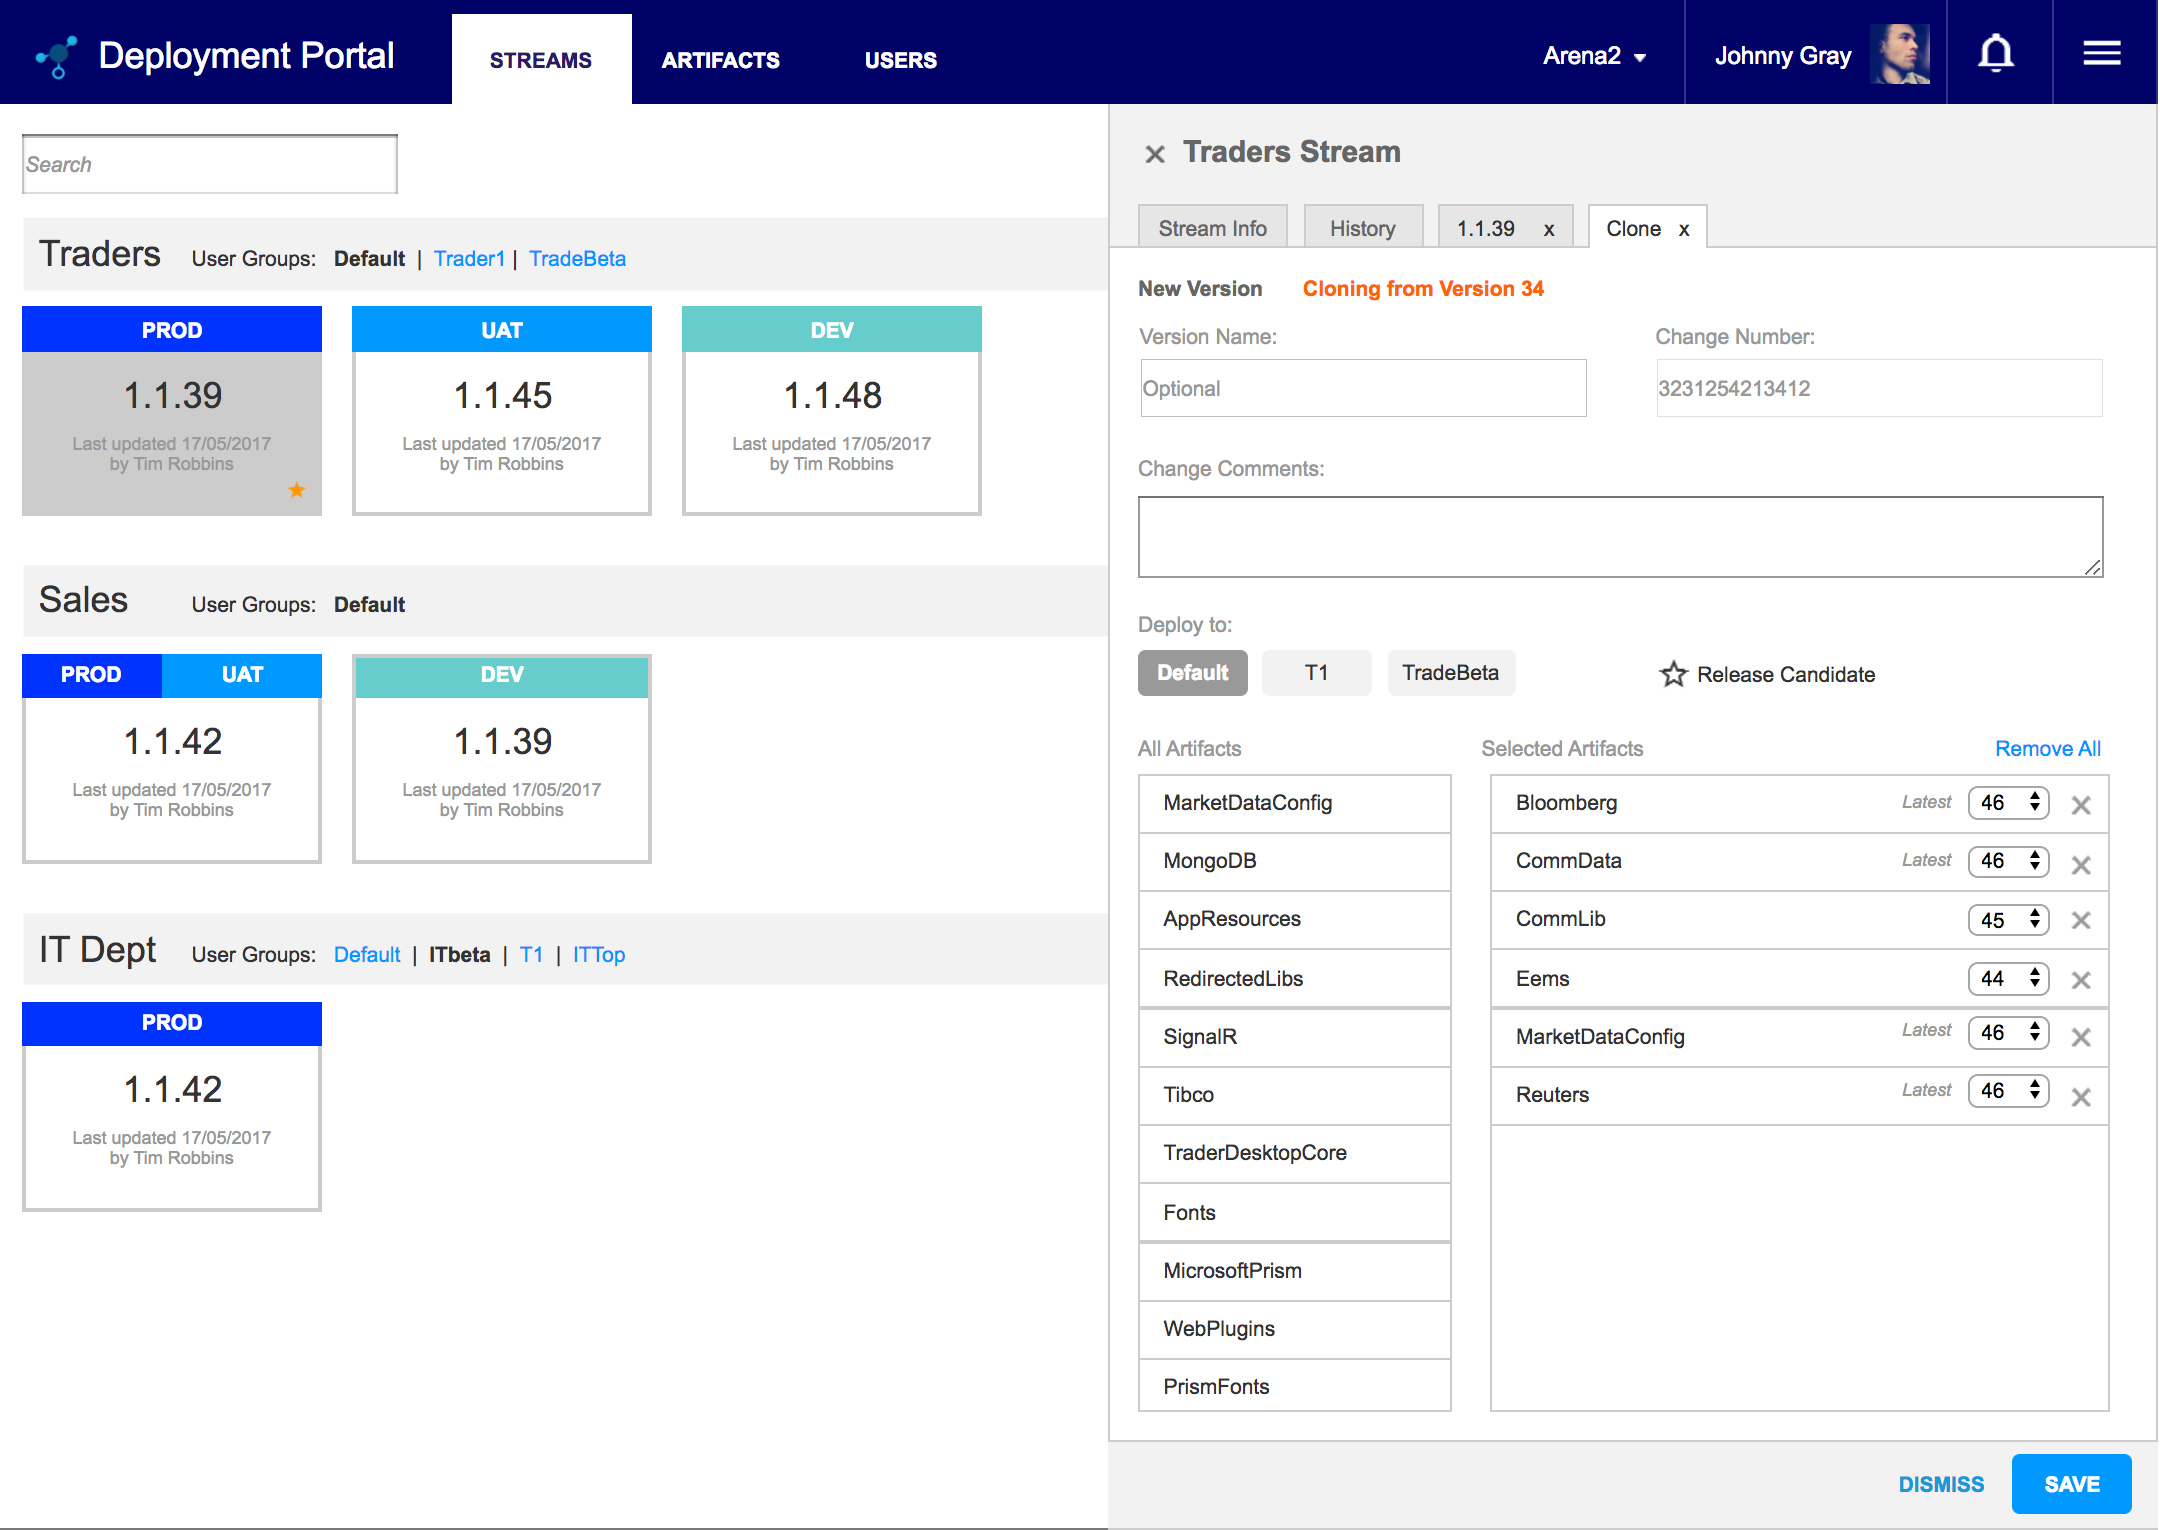 Deployment Portal
STREAMS
ARTIFACTS
USERS
Arena2
Johnny Gray
Search
Traders User Groups: Default | Trader1 | TradeBeta
PROD
1.1.39
Last updated 17/05/2017
by Tim Robbins
UAT
1.1.45
Last updated 17/05/2017
by Tim Robbins
DEV
1.1.48
Last updated 17/05/2017
by Tim Robbins
Sales User Groups: Default
PROD UAT
1.1.42
Last updated 17/05/2017
by Tim Robbins
DEV
1.1.39
Last updated 17/05/2017
by Tim Robbins
IT Dept User Groups: Default | ITbeta | T1 | ITTop
PROD
1.1.42
Last updated 17/05/2017
by Tim Robbins
Traders Stream
Stream Info
History
1.1.39 x
Clone x
New Version Cloning from Version 34
Version Name:
Optional
Change Number:
3231254213412
Change Comments:
Deploy to:
Default T1 TradeBeta
Release Candidate
All Artifacts
MarketDataConfig
MongoDB
AppResources
RedirectedLibs
SignalR
Tibco
TraderDesktopCore
Fonts
MicrosoftPrism
WebPlugins
PrismFonts
Selected Artifacts Remove All
Bloomberg Latest 46
CommData Latest 46
CommLib 45
Eems 44
MarketDataConfig Latest 46
Reuters Latest 46
DISMISS SAVE